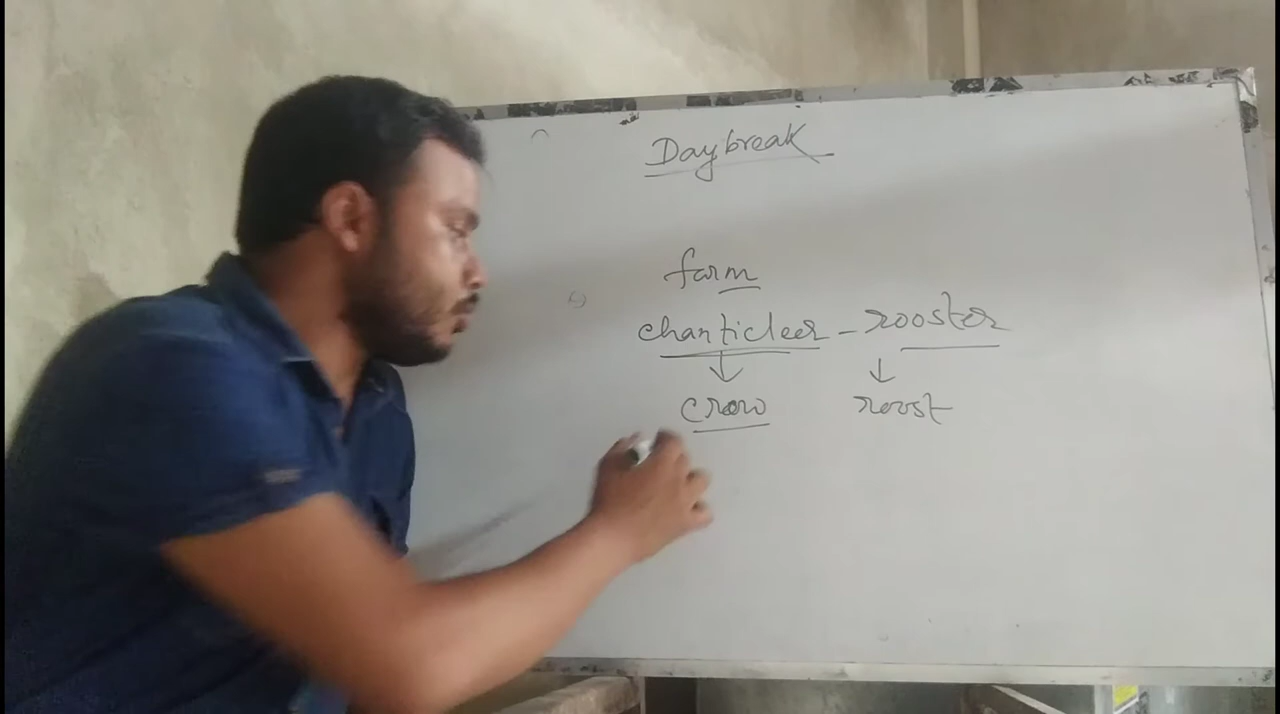 Daybreak
farm
chanticleer - rooster
↓ ↓
crow roost